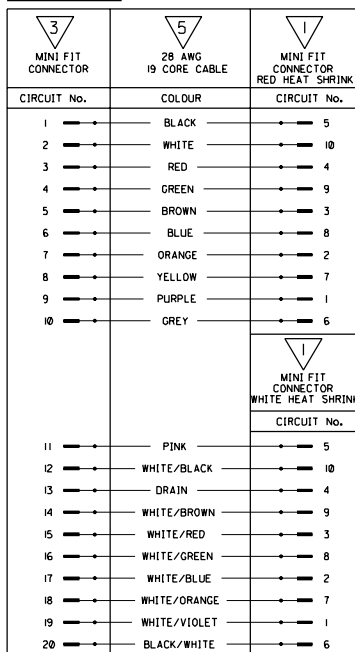 3 5 1
MINI FIT CONNECTOR 28 AWG 19 CORE CABLE MINI FIT CONNECTOR RED HEAT SHRINK
CIRCUIT No. COLOUR CIRCUIT No.
1 BLACK 5
2 WHITE 10
3 RED 4
4 GREEN 9
5 BROWN 3
6 BLUE 8
7 ORANGE 2
8 YELLOW 7
9 PURPLE 1
10 GREY 6
1
MINI FIT
CONNECTOR
WHITE HEAT SHRINK
CIRCUIT No.
11 PINK 5
12 WHITE/BLACK 10
13 DRAIN 4
14 WHITE/BROWN 9
15 WHITE/RED 3
16 WHITE/GREEN 8
17 WHITE/BLUE 2
18 WHITE/ORANGE 7
19 WHITE/VIOLET 1
20 BLACK/WHITE 6